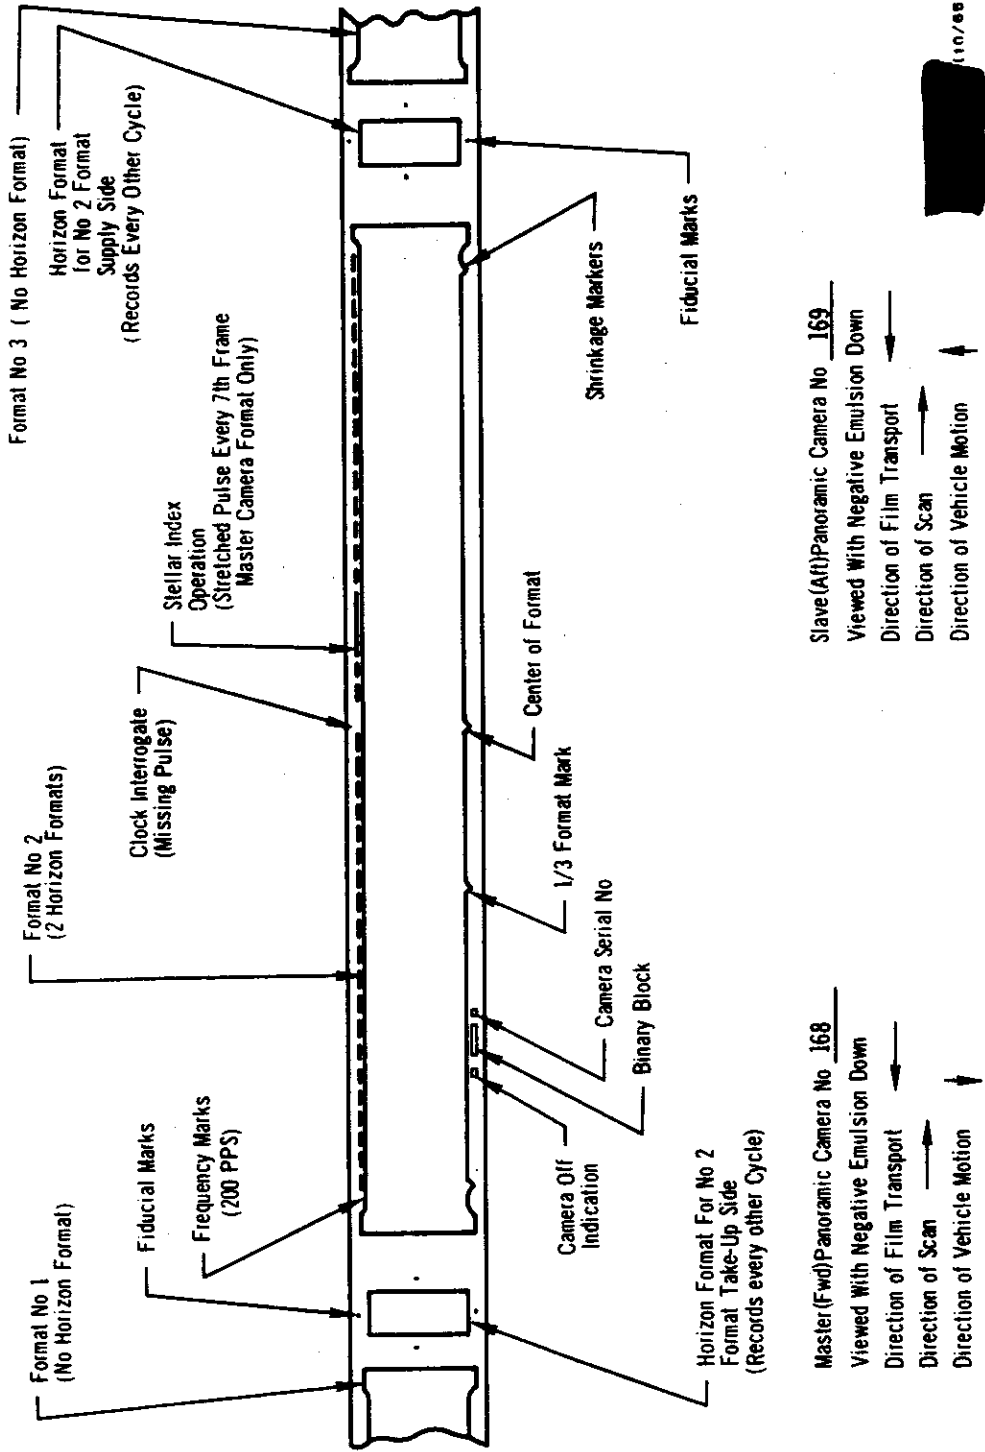 Format No 1
(No Horizon Format)
Fiducial Marks
Frequency Marks
(200 PPS)
Format No 2
(2 Horizon Formats)
Clock Interrogate
(Missing Pulse)
Stellar Index
Operation
(Stretched Pulse Every 7th Frame
Master Camera Format Only)
Format No 3 ( No Horizon Format)
Horizon Format
for No 2 Format
Supply Side
(Records Every Other Cycle)
Camera Off
Indication
Binary Block
Camera Serial No
1/3 Format Mark
Center of Format
Shrinkage Markers
Fiducial Marks
Horizon Format For No 2
Format Take-Up Side
(Records every other Cycle)
Master(Fwd)Panoramic Camera No 168
Viewed With Negative Emulsion Down
Direction of Film Transport
Direction of Scan
Direction of Vehicle Motion
Slave(Aft)Panoramic Camera No 169
Viewed With Negative Emulsion Down
Direction of Film Transport
Direction of Scan
Direction of Vehicle Motion